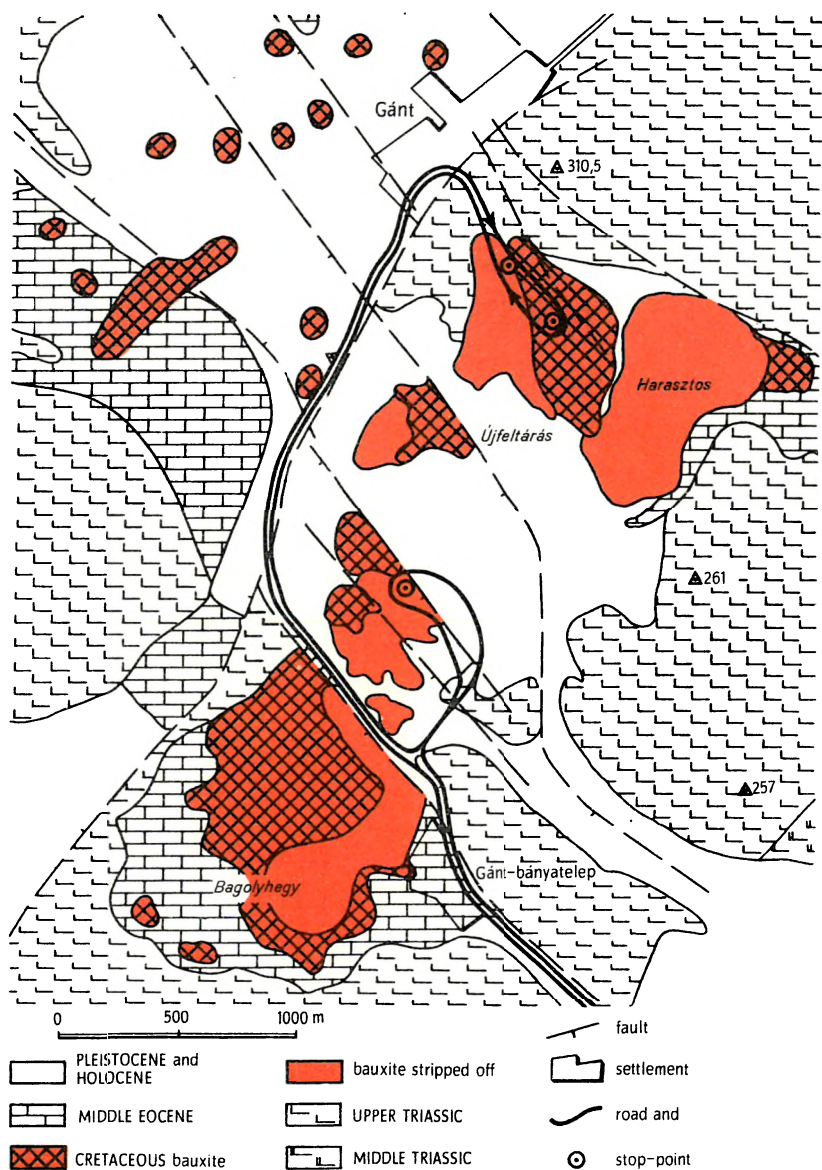 Gánt
310,5
Harasztos
Újfeltárás
261
257
Gánt-bányatelep
Bagolyhegy
0 500 1000 m
fault
PLEISTOCENE and
HOLOCENE
bauxite stripped off
settlement
MIDDLE EOCENE
UPPER TRIASSIC
road and
CRETACEOUS bauxite
MIDDLE TRIASSIC
stop-point